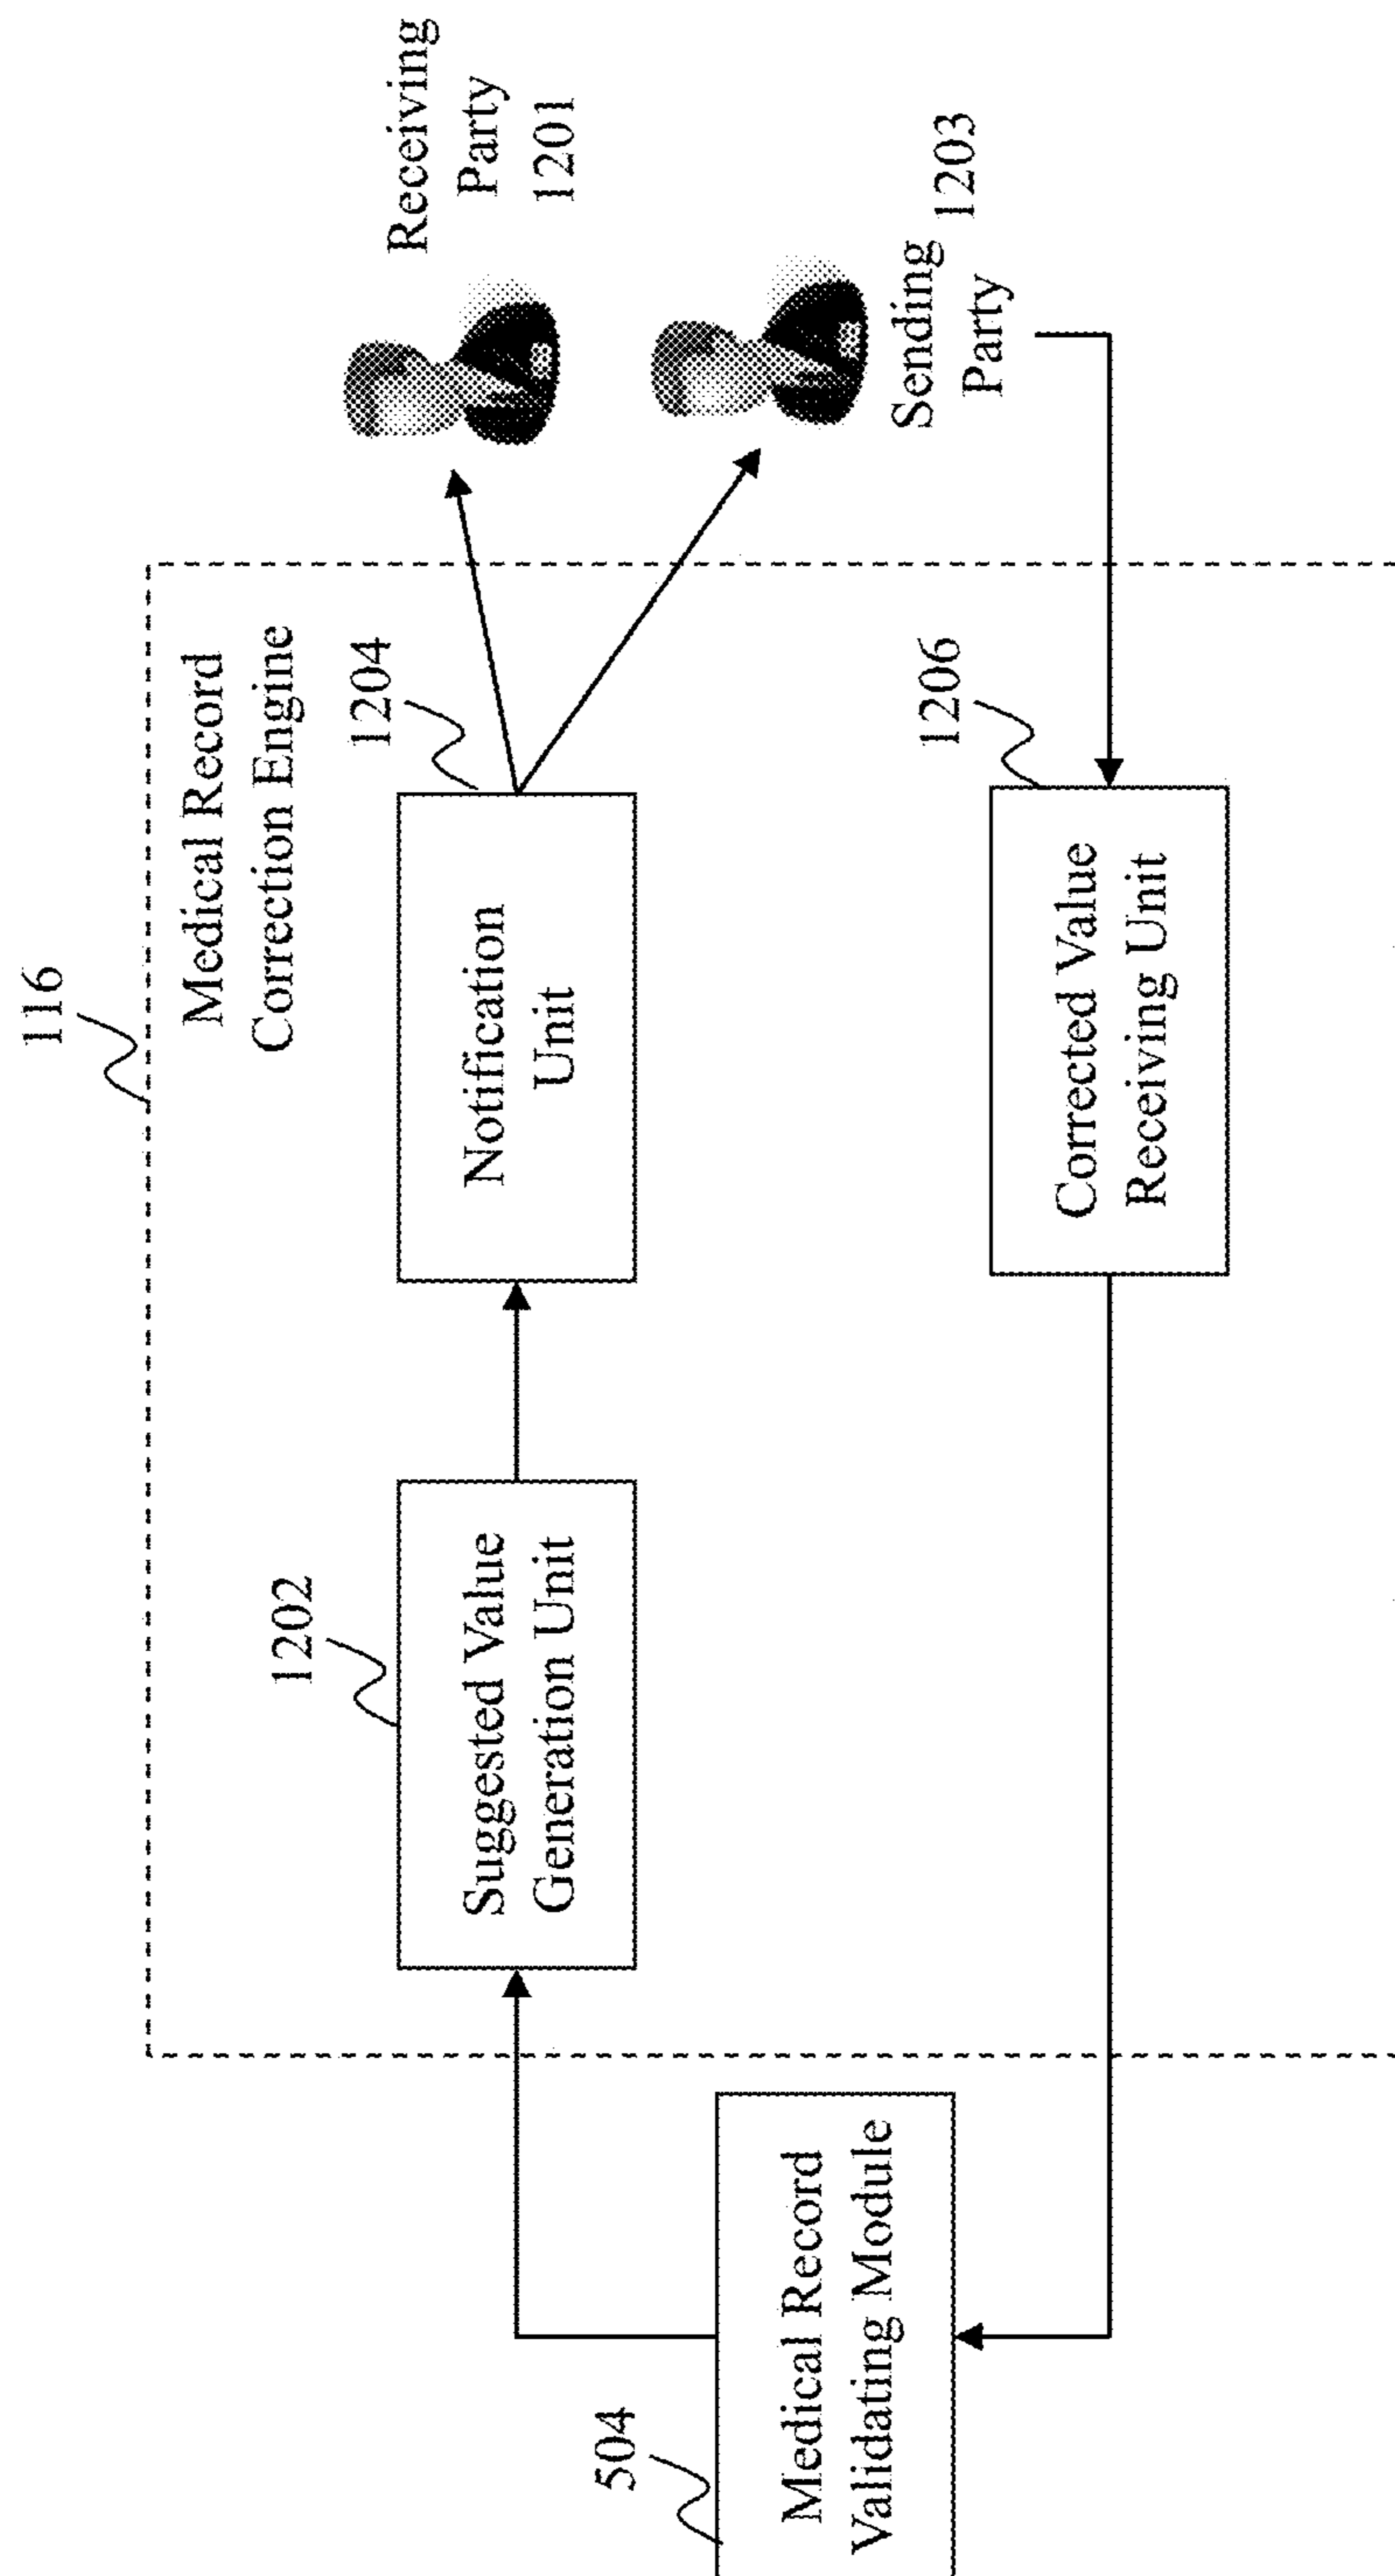 116
Medical Record
Correction Engine
504
Medical Record
Validating Module
1202
Suggested Value
Generation Unit
1204
Notification
Unit
Receiving
Party
1201
1206
Corrected Value
Receiving Unit
Sending 1203
Party